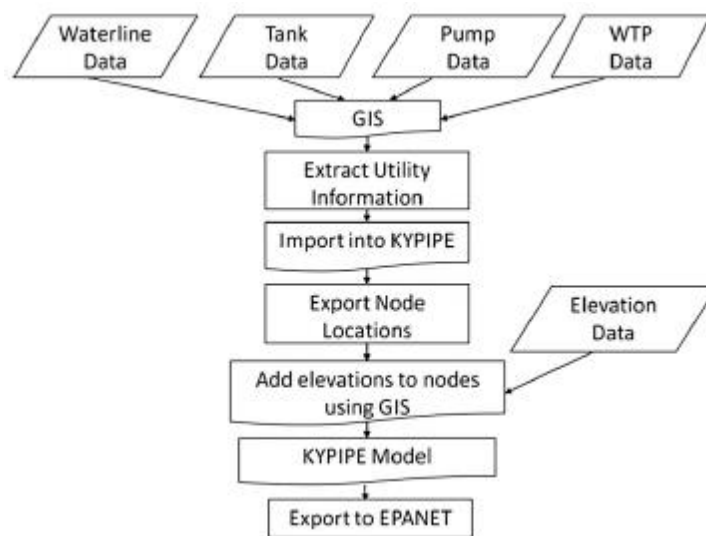 Waterline
Data
Tank
Data
Pump
Data
WTP
Data
GIS
Extract Utility
Information
Import into KYPIPE
Export Node
Locations
Elevation
Data
Add elevations to nodes
using GIS
KYPIPE Model
Export to EPANET